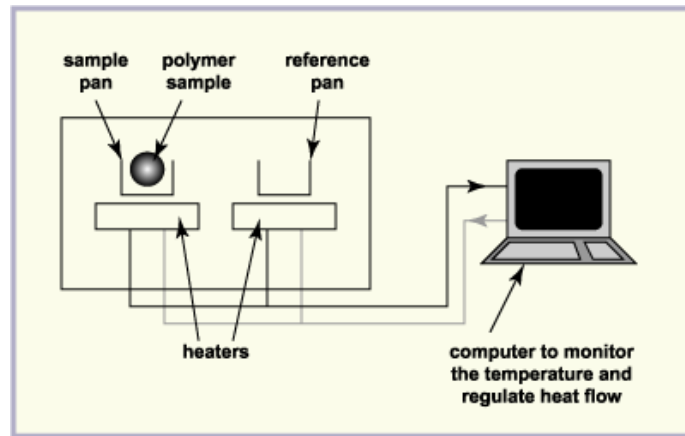 sample
pan
polymer
sample
reference
pan
heaters
computer to monitor
the temperature and
regulate heat flow